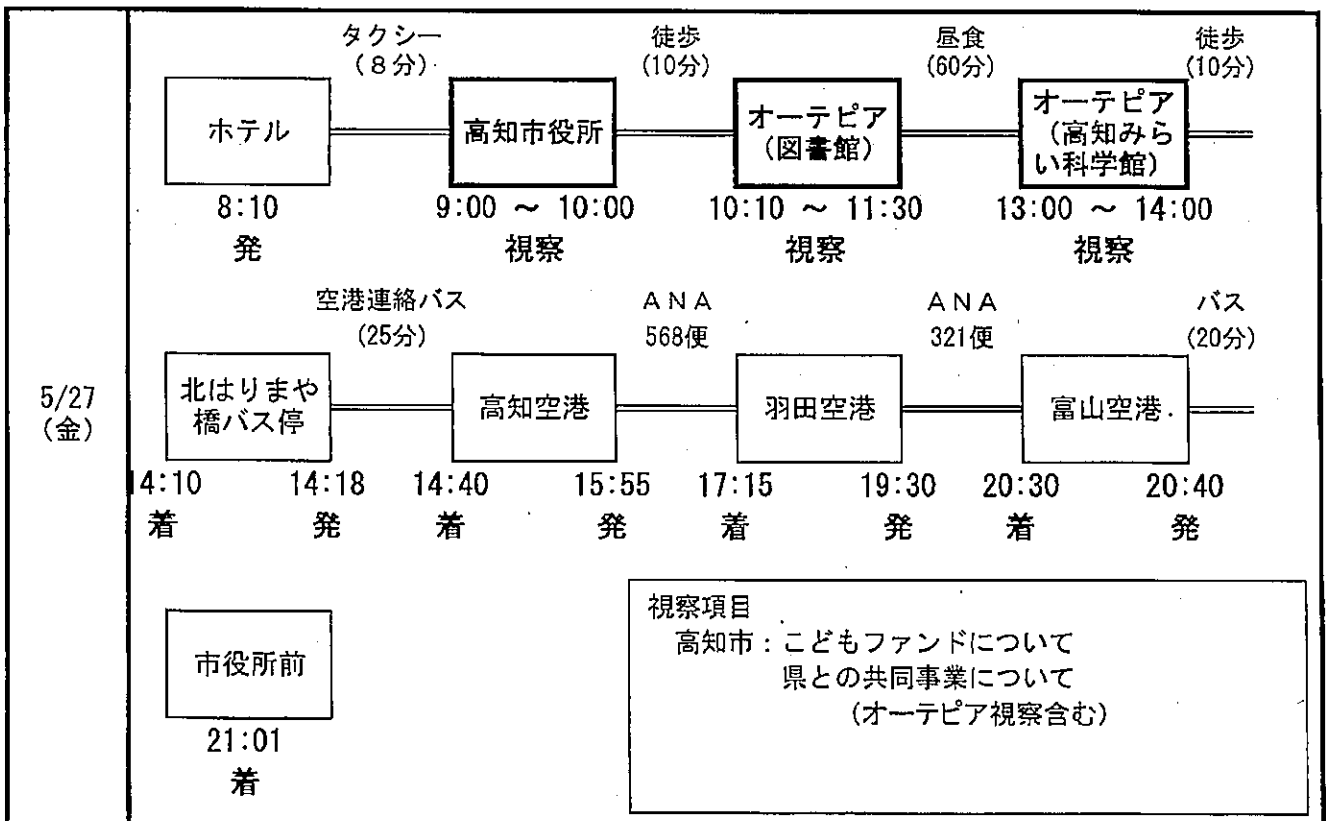 5/27
(金)
タクシー
(8分)
徒歩
(10分)
昼食
(60分)
徒歩
(10分)
ホテル
高知市役所
オーテピア
(図書館)
オーテピア
(高知みら
い科学館)
8:10
9:00 ～ 10:00
10:10 ～ 11:30
13:00 ～ 14:00
発
視察
視察
視察
空港連絡バス
(25分)
ANA
568便
ANA
321便
バス
(20分)
北はりまや
橋バス停
高知空港
羽田空港
富山空港
14:10
14:18
14:40
15:55
17:15
19:30
20:30
20:40
着
発
着
発
着
発
着
発
市役所前
21:01
着
視察項目
高知市：こどもファンドについて
県との共同事業について
(オーテピア視察含む)